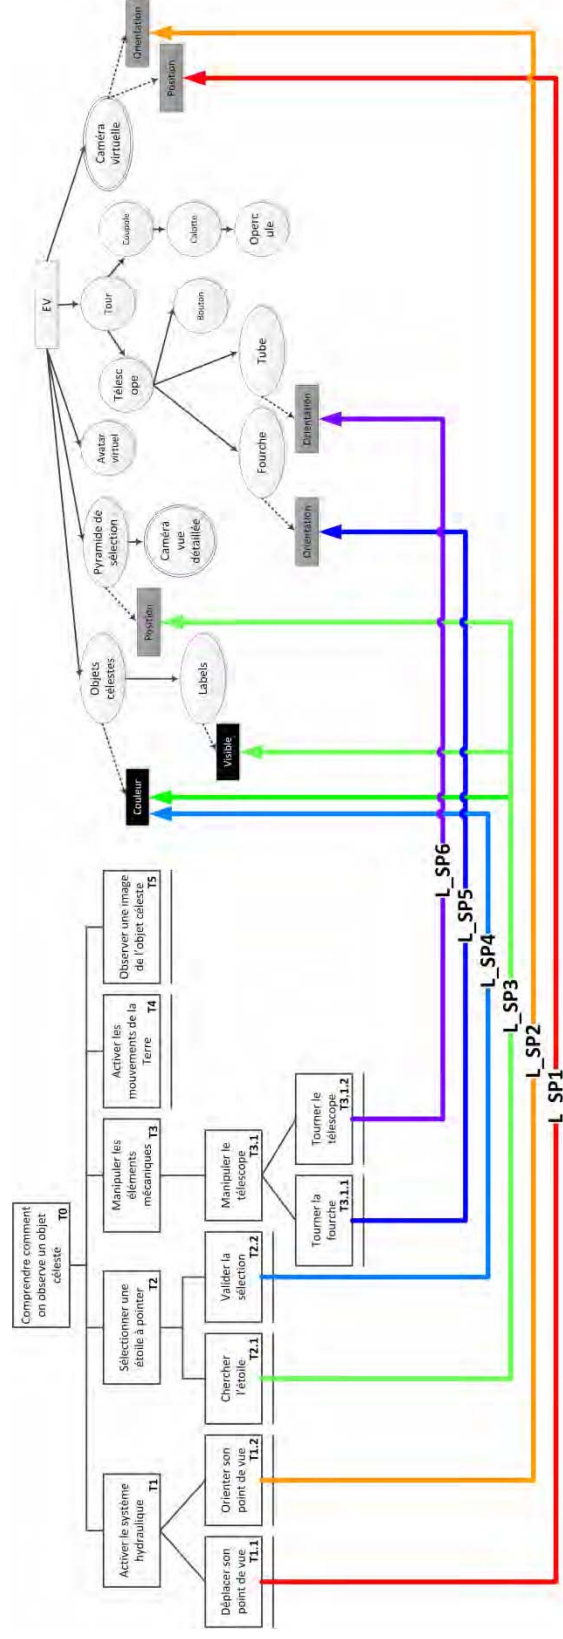 Comprendre comment
on observe un objet
céleste
T0
Activer le système
hydraulique
T1
Sélectionner une
étoile à pointer
T2
Manipuler les
éléments
mécaniques
T3
Activer les
mouvements de la
Terre
T4
Observer une image
de l'objet céleste
T5
Déplacer son
point de vue
T1.1
Orienter son
point de vue
T1.2
Chercher
l'étoile
T2.1
Valider la
sélection
T2.2
Manipuler le
télescope
T3.1
Tourner la
fourche
T3.1.1
Tourner le
télescope
T3.1.2
EV
Objets
célestes
Pyramide de
sélection
Avatar
virtuel
Tour
Caméra
virtuelle
Couleur
Labels
Visible
Position
Caméra
vue
détaillée
Télesc
ope
Coupole
Calotte
Operc
ule
Bouton
Fourche
Tube
Orientation
Orientation
Position
Orientation
L_SP6
L_SP5
L_SP4
L_SP3
L_SP2
L_SP1